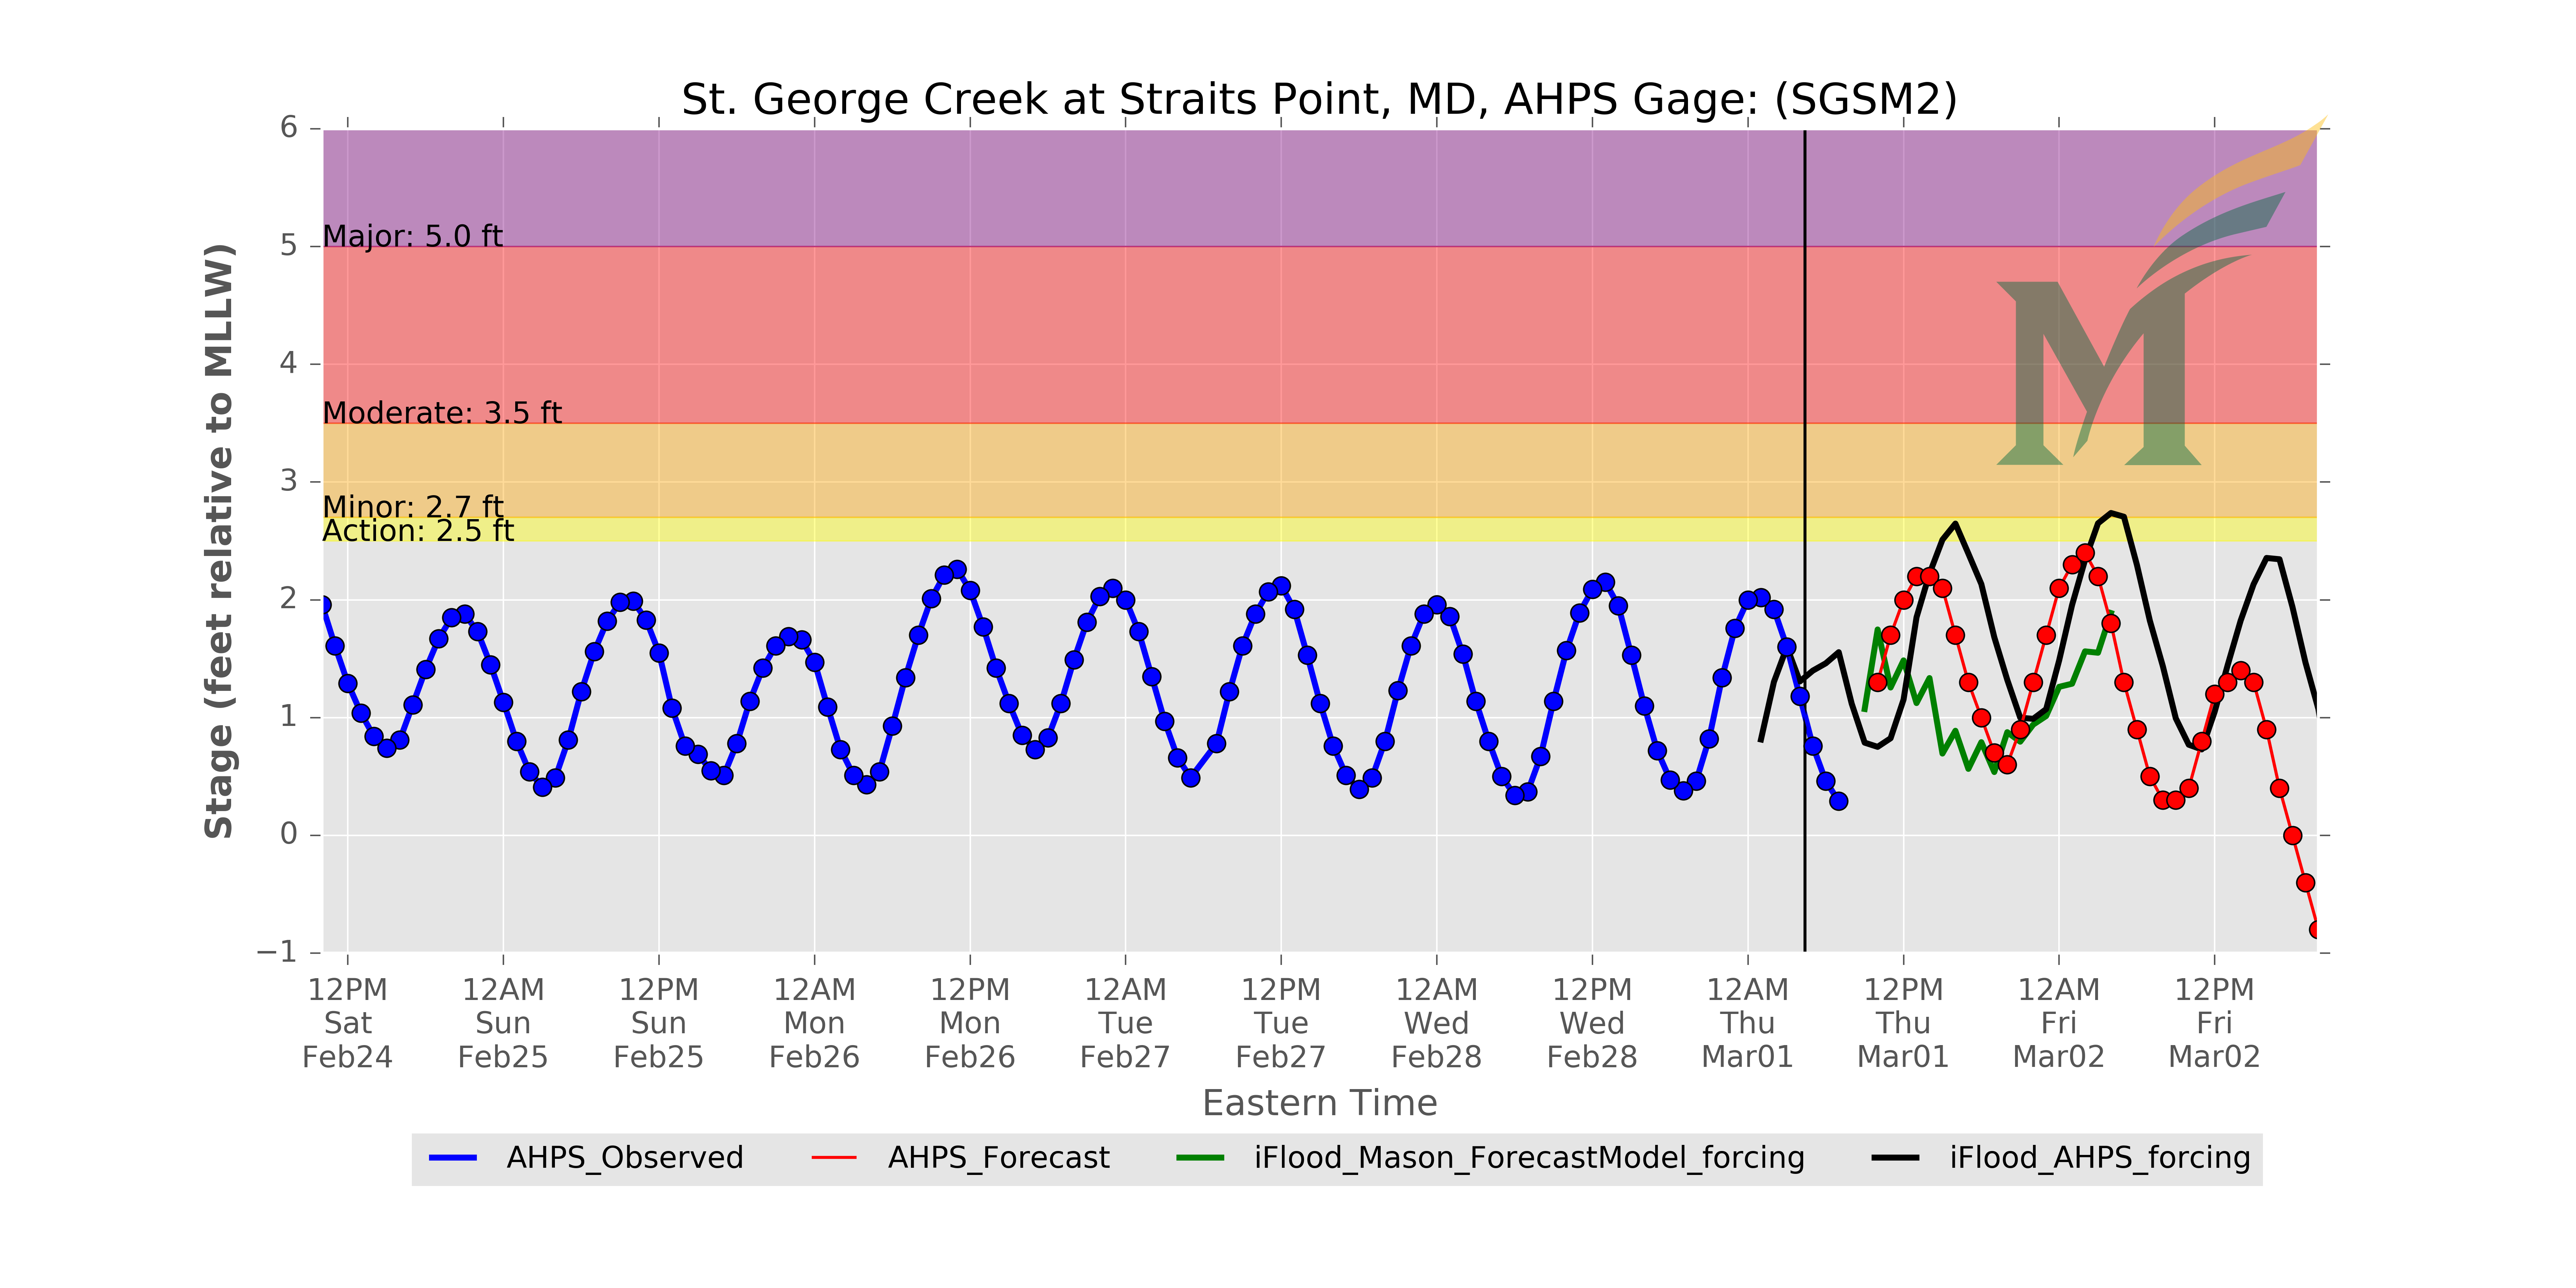 St. George Creek at Straits Point, MD, AHPS Gage: (SGSM2)
Stage (feet relative to MLLW)
6
5
4
3
2
1
0
−1
Major: 5.0 ft
Moderate: 3.5 ft
Minor: 2.7 ft
Action: 2.5 ft
12PM 12AM 12PM 12AM 12PM 12AM 12PM 12AM 12PM 12AM 12PM 12AM 12PM
Sat Sun Sun Mon Mon Tue Tue Wed Wed Thu Thu Fri Fri
Feb24 Feb25 Feb25 Feb26 Feb26 Feb27 Feb27 Feb28 Feb28 Mar01 Mar01 Mar02 Mar02
Eastern Time
AHPS_Observed AHPS_Forecast iFlood_Mason_ForecastModel_forcing iFlood_AHPS_forcing
M